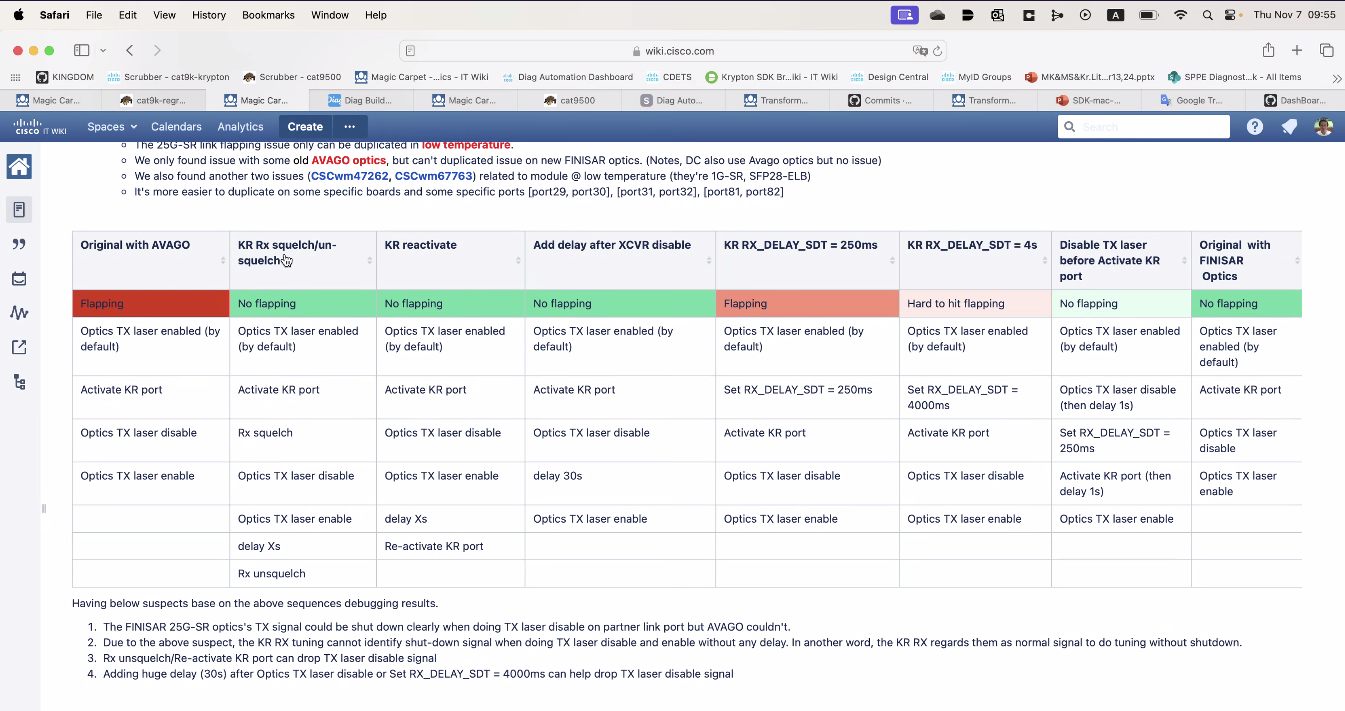 Safari File Edit View History Bookmarks Window Help A Thu Nov 7 09:55
wiki.cisco.com
KINGDOM Scrubber - cat9k-krypton Scrubber - cat9500 Magic Carpet -...ics - IT Wiki Diag Automation Dashboard CDETS Krypton SDK Br...iki - IT Wiki Design Central MyID Groups MK&MS&Kr.Lit...r13,24.pptx SPPE Diagnost...k - All Items
Magic Car... cat9k-regr... Magic Car... Diag Build... Magic Car... cat9500 Diag Auto... Transform... Commits ·... Transform... SDK-mac-... Google Tr... DashBoar...
CISCO IT WIKI Spaces Calendars Analytics Create ••• Search
The 25G-SR link flapping issue only can be duplicated in low temperature.
We only found issue with some old AVAGO optics, but can't duplicated issue on new FINISAR optics. (Notes, DC also use Avago optics but no issue)
We also found another two issues (CSCwm47262, CSCwm67763) related to module @ low temperature (they're 1G-SR, SFP28-ELB)
It's more easier to duplicate on some specific boards and some specific ports [port29, port30], [port31, port32], [port81, port82]
Original with AVAGO KR Rx squelch/un-squelch KR reactivate Add delay after XCVR disable KR RX_DELAY_SDT = 250ms KR RX_DELAY_SDT = 4s Disable TX laser before Activate KR port Original with FINISAR Optics
Flapping No flapping No flapping No flapping Flapping Hard to hit flapping No flapping No flapping
Optics TX laser enabled (by default) Optics TX laser enabled (by default) Optics TX laser enabled (by default) Optics TX laser enabled (by default) Optics TX laser enabled (by default) Optics TX laser enabled (by default) Optics TX laser enabled (by default) Optics TX laser enabled (by default)
Activate KR port Activate KR port Activate KR port Activate KR port Set RX_DELAY_SDT = 250ms Set RX_DELAY_SDT = 4000ms Optics TX laser disable (then delay 1s) Activate KR port
Optics TX laser disable Rx squelch Optics TX laser disable Optics TX laser disable Activate KR port Activate KR port Set RX_DELAY_SDT = 250ms Optics TX laser disable
Optics TX laser enable Optics TX laser disable Optics TX laser enable delay 30s Optics TX laser disable Optics TX laser disable Activate KR port (then delay 1s) Optics TX laser enable
Optics TX laser enable delay Xs Optics TX laser enable Optics TX laser enable Optics TX laser enable Optics TX laser enable
delay Xs Re-activate KR port
Rx unsquelch
Having below suspects base on the above sequences debugging results.
1. The FINISAR 25G-SR optics's TX signal could be shut down clearly when doing TX laser disable on partner link port but AVAGO couldn't.
2. Due to the above suspect, the KR RX tuning cannot identify shut-down signal when doing TX laser disable and enable without any delay. In another word, the KR RX regards them as normal signal to do tuning without shutdown.
3. Rx unsquelch/Re-activate KR port can drop TX laser disable signal
4. Adding huge delay (30s) after Optics TX laser disable or Set RX_DELAY_SDT = 4000ms can help drop TX laser disable signal